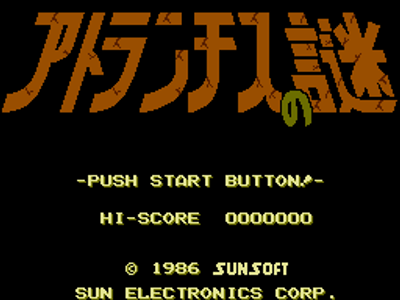 アトランチスの謎
-PUSH START BUTTON!-
HI-SCORE 0000000
© 1986 SUNSOFT
SUN ELECTRONICS CORP.